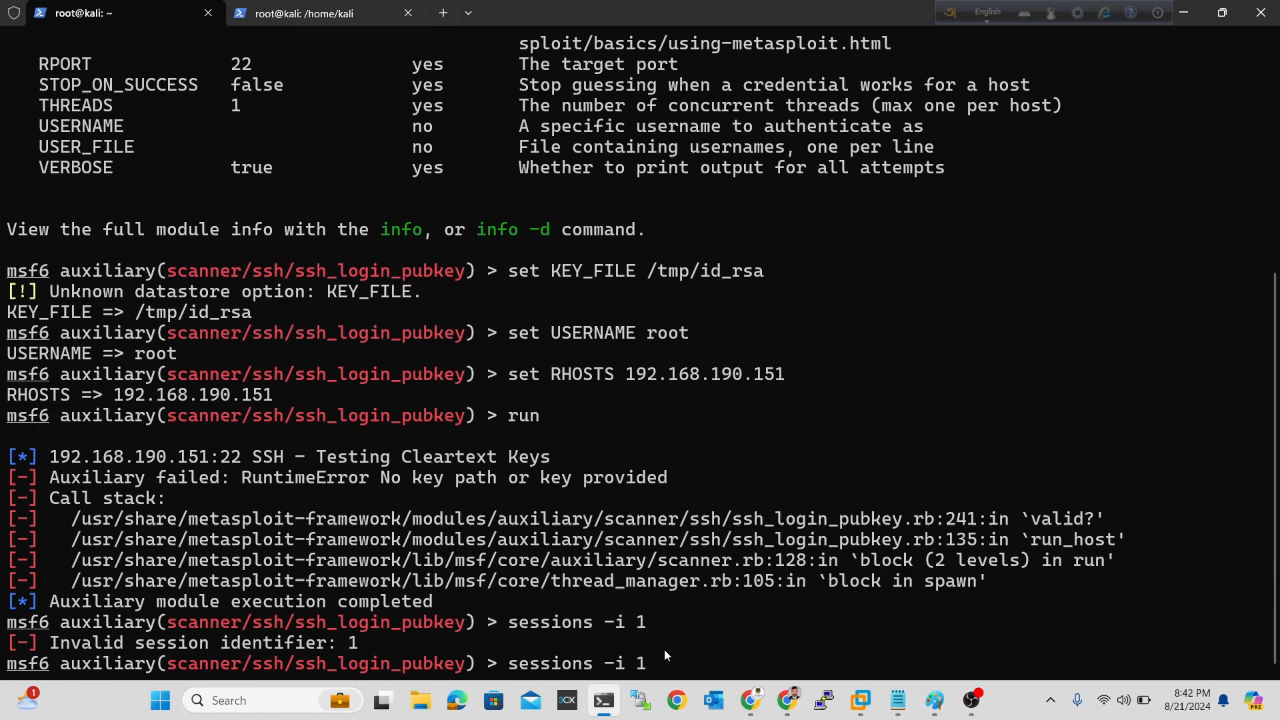 root@kali: ~
root@kali: /home/kali
English
sploit/basics/using-metasploit.html
RPORT 22 yes The target port
STOP_ON_SUCCESS false yes Stop guessing when a credential works for a host
THREADS 1 yes The number of concurrent threads (max one per host)
USERNAME no A specific username to authenticate as
USER_FILE no File containing usernames, one per line
VERBOSE true yes Whether to print output for all attempts
View the full module info with the info, or info -d command.
msf6 auxiliary(scanner/ssh/ssh_login_pubkey) > set KEY_FILE /tmp/id_rsa
[!] Unknown datastore option: KEY_FILE.
KEY_FILE => /tmp/id_rsa
msf6 auxiliary(scanner/ssh/ssh_login_pubkey) > set USERNAME root
USERNAME => root
msf6 auxiliary(scanner/ssh/ssh_login_pubkey) > set RHOSTS 192.168.190.151
RHOSTS => 192.168.190.151
msf6 auxiliary(scanner/ssh/ssh_login_pubkey) > run
[*] 192.168.190.151:22 SSH - Testing Cleartext Keys
[-] Auxiliary failed: RuntimeError No key path or key provided
[-] Call stack:
[-] /usr/share/metasploit-framework/modules/auxiliary/scanner/ssh/ssh_login_pubkey.rb:241:in `valid?'
[-] /usr/share/metasploit-framework/modules/auxiliary/scanner/ssh/ssh_login_pubkey.rb:135:in `run_host'
[-] /usr/share/metasploit-framework/lib/msf/core/auxiliary/scanner.rb:128:in `block (2 levels) in run'
[-] /usr/share/metasploit-framework/lib/msf/core/thread_manager.rb:105:in `block in spawn'
[*] Auxiliary module execution completed
msf6 auxiliary(scanner/ssh/ssh_login_pubkey) > sessions -i 1
[-] Invalid session identifier: 1
msf6 auxiliary(scanner/ssh/ssh_login_pubkey) > sessions -i 1
1
Search
3CX
8:42 PM
8/21/2024
PRE